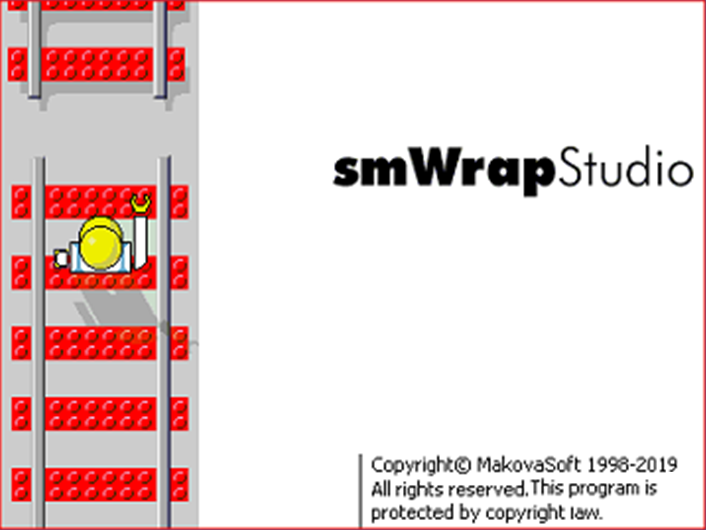 smWrapStudio
Copyright© MakovaSoft 1998-2019
All rights reserved.This program is
protected by copyright law.